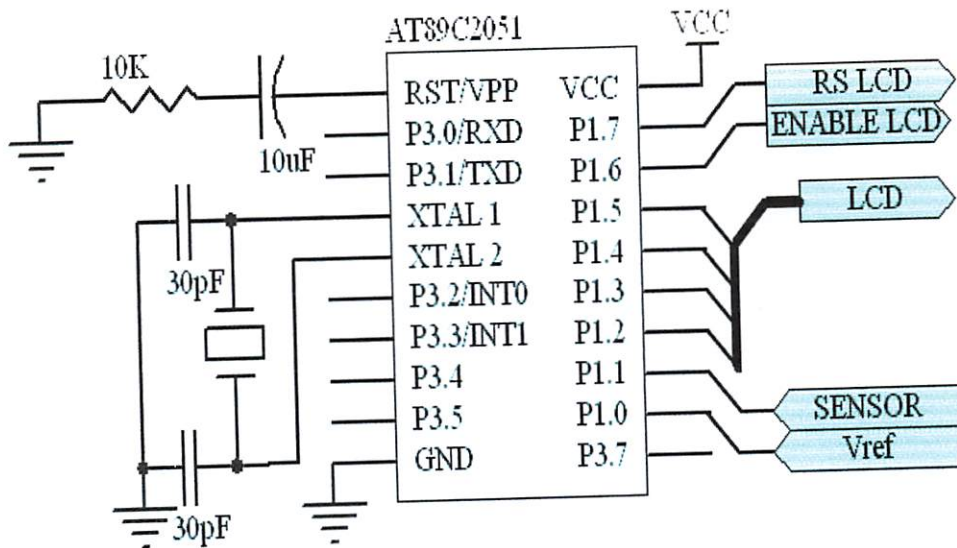 AT89C2051
VCC
10K
10uF
RST/VPP
VCC
RS LCD
P3.0/RXD
P1.7
ENABLE LCD
P3.1/TXD
P1.6
XTAL 1
P1.5
LCD
XTAL 2
P1.4
30pF
P3.2/INT0
P1.3
P3.3/INT1
P1.2
P3.4
P1.1
SENSOR
P3.5
P1.0
Vref
GND
P3.7
30pF